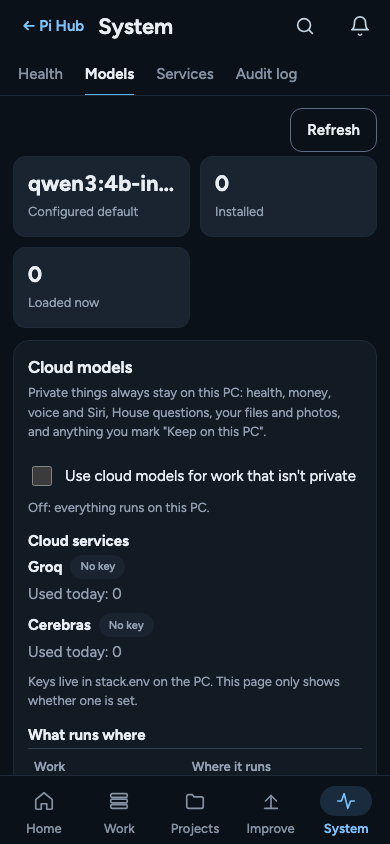 ← Pi Hub System
Health Models Services Audit log
Refresh
qwen3:4b-in...
Configured default
0
Installed
0
Loaded now
Cloud models
Private things always stay on this PC: health, money,
voice and Siri, House questions, your files and photos,
and anything you mark "Keep on this PC".
Use cloud models for work that isn't private
Off: everything runs on this PC.
Cloud services
Groq No key
Used today: 0
Cerebras No key
Used today: 0
Keys live in stack.env on the PC. This page only shows
whether one is set.
What runs where
Work Where it runs
Home Work Projects Improve System